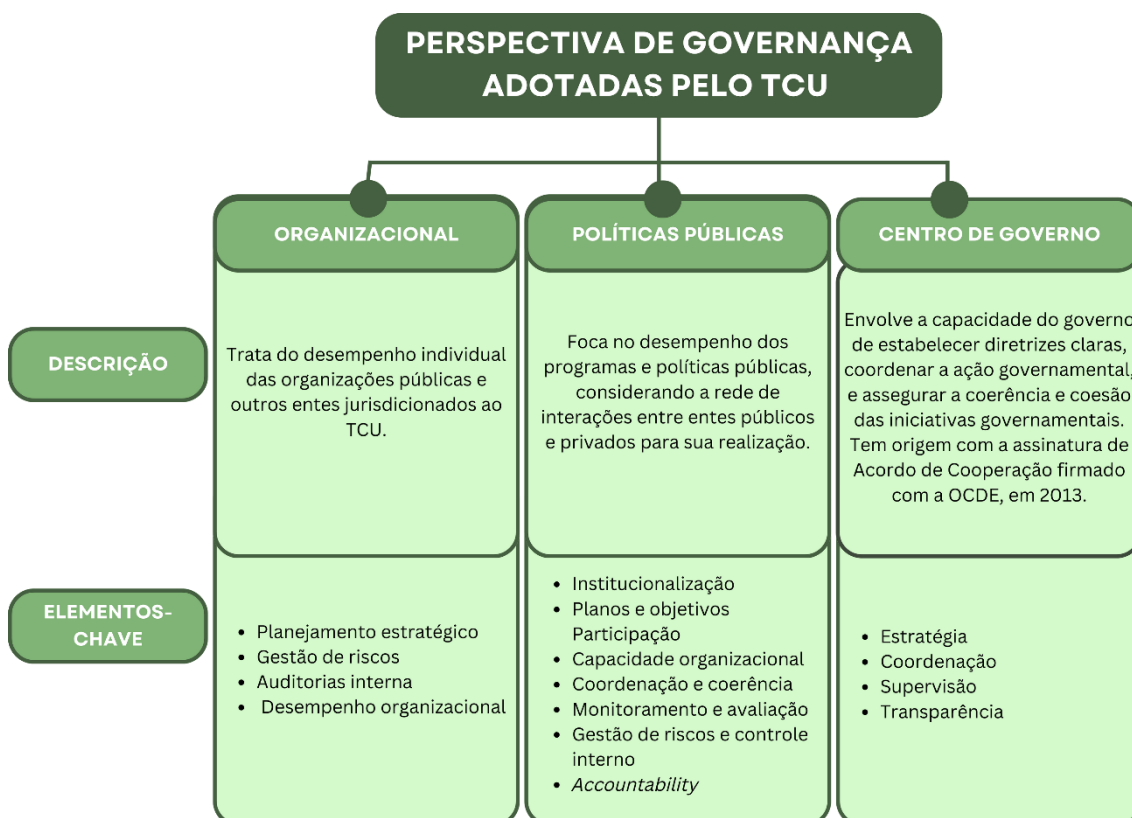 PERSPECTIVA DE GOVERNANÇA
ADOTADAS PELO TCU
ORGANIZACIONAL
POLÍTICAS PÚBLICAS
CENTRO DE GOVERNO
DESCRIÇÃO
Trata do desempenho individual
das organizações públicas e
outros entes jurisdicionados ao
TCU.
Foca no desempenho dos
programas e políticas públicas,
considerando a rede de
interações entre entes públicos
e privados para sua realização.
Envolve a capacidade do governo
de estabelecer diretrizes claras,
coordenar a ação governamental,
e assegurar a coerência e coesão
das iniciativas governamentais.
Tem origem com a assinatura de
Acordo de Cooperação firmado
com a OCDE, em 2013.
ELEMENTOS-
CHAVE
• Planejamento estratégico
• Gestão de riscos
• Auditorias interna
• Desempenho organizacional
• Institucionalização
• Planos e objetivos
Participação
• Capacidade organizacional
• Coordenação e coerência
• Monitoramento e avaliação
• Gestão de riscos e controle
interno
• Accountability
• Estratégia
• Coordenação
• Supervisão
• Transparência